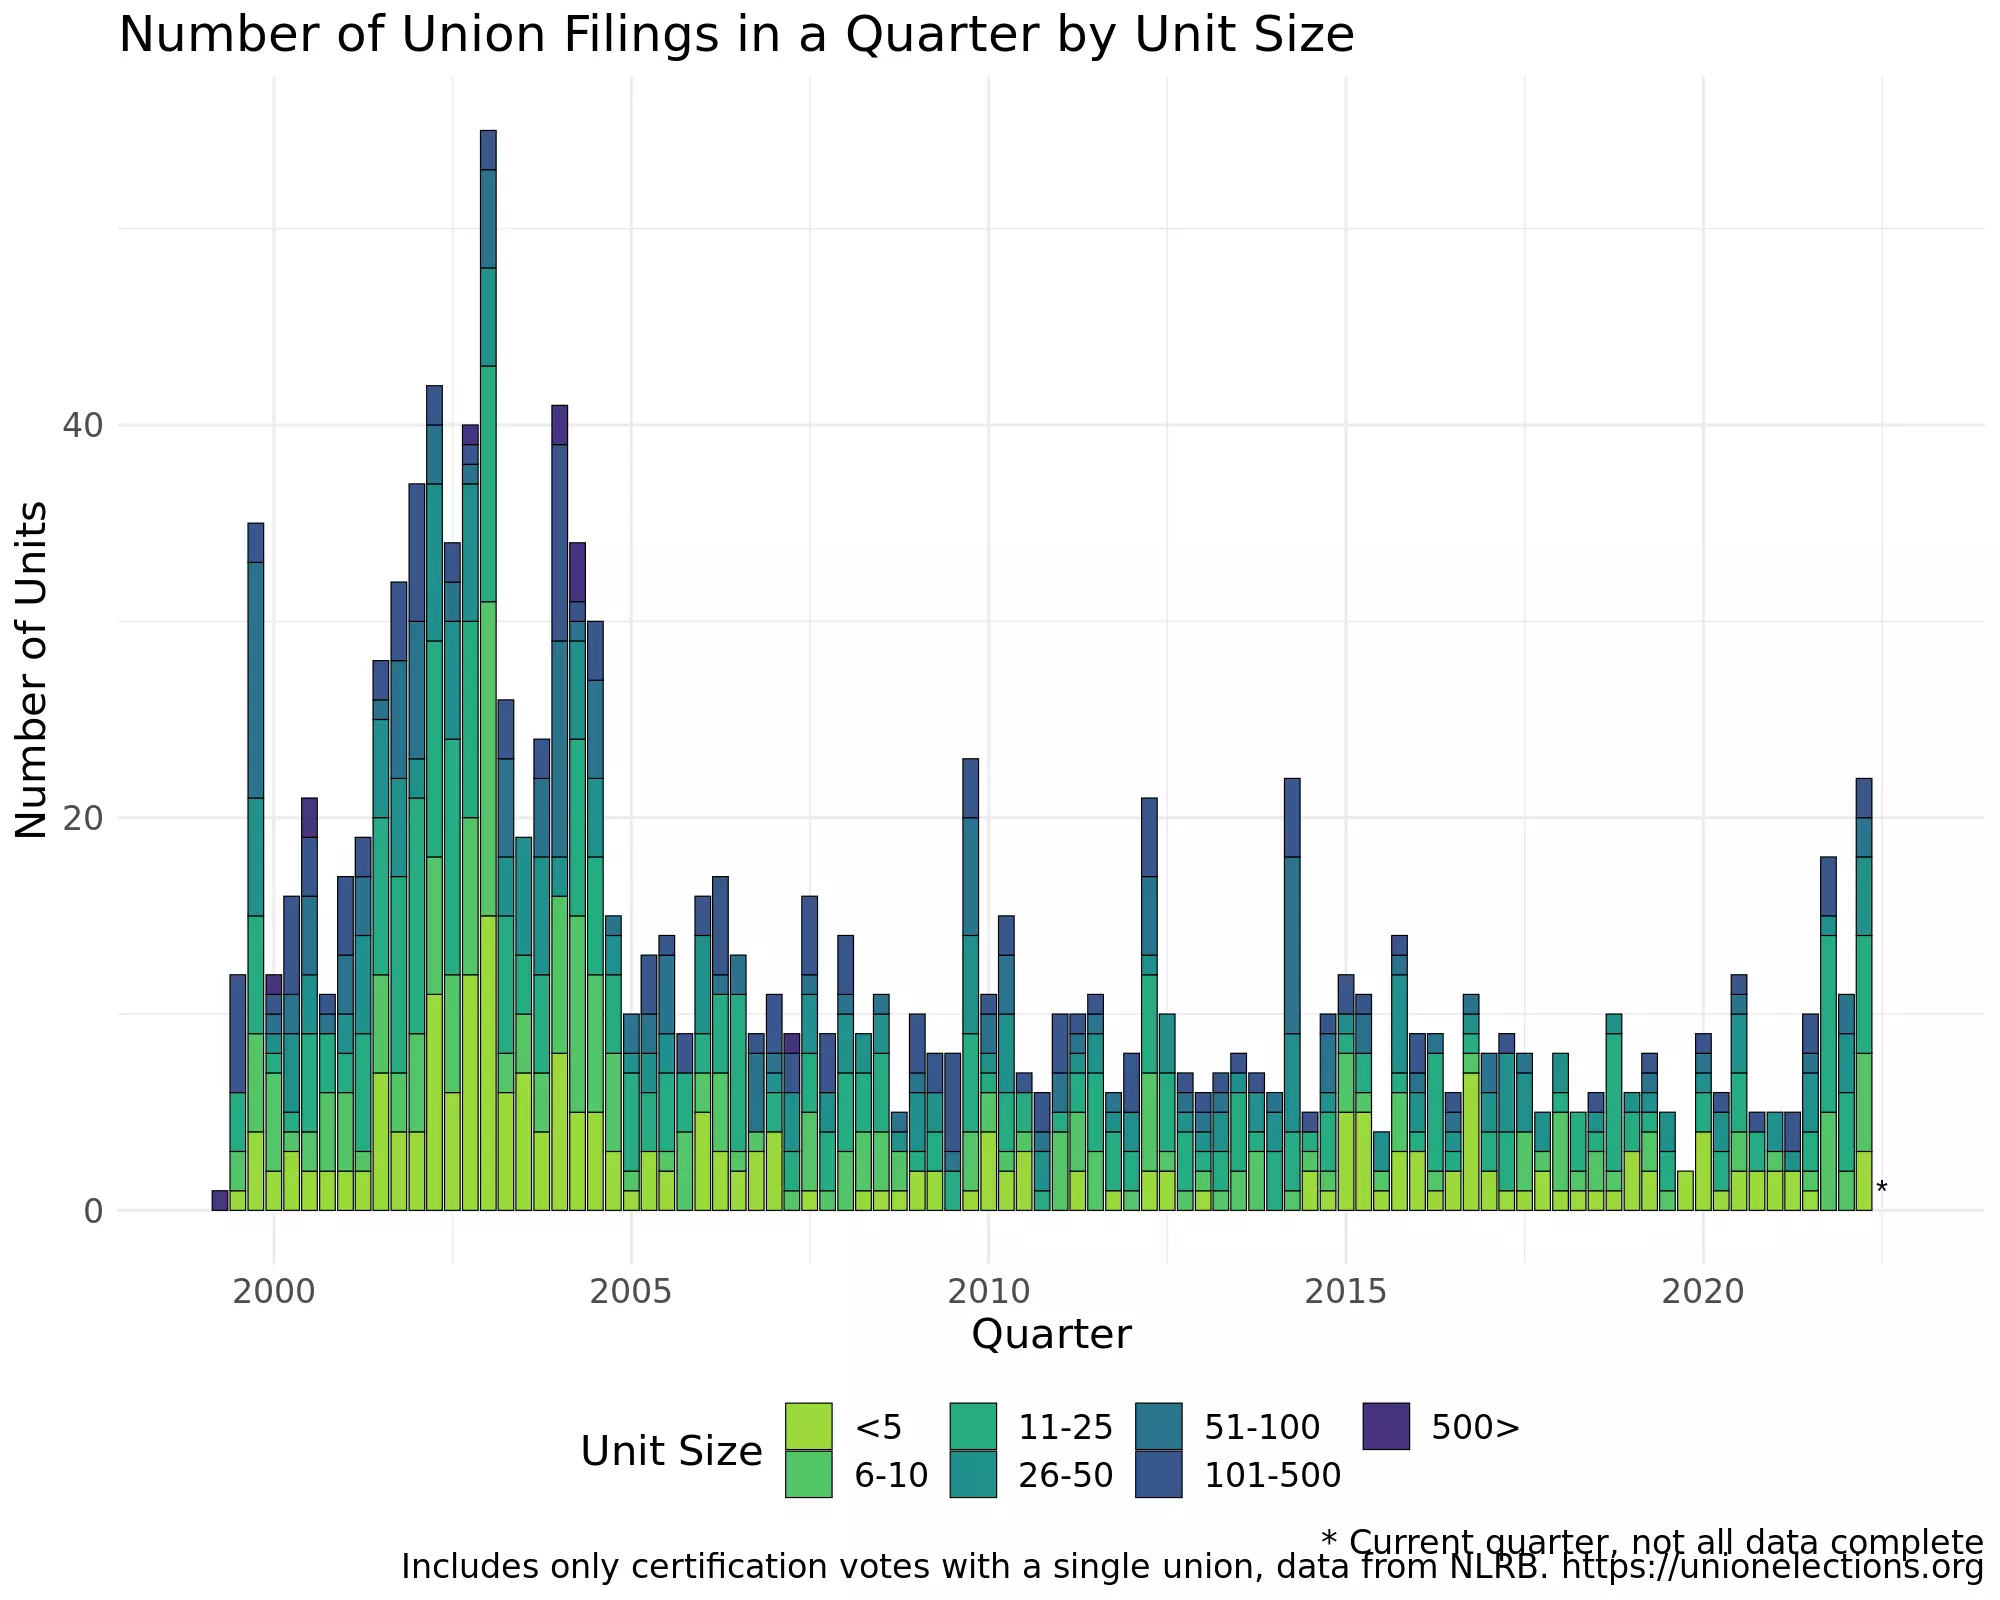 Number of Union Filings in a Quarter by Unit Size
Number of Units
40
20
0
*
2000 2005 2010 2015 2020
Quarter
Unit Size
<5 11-25 51-100 500>
6-10 26-50 101-500
* Current quarter, not all data complete
Includes only certification votes with a single union, data from NLRB. https://unionelections.org